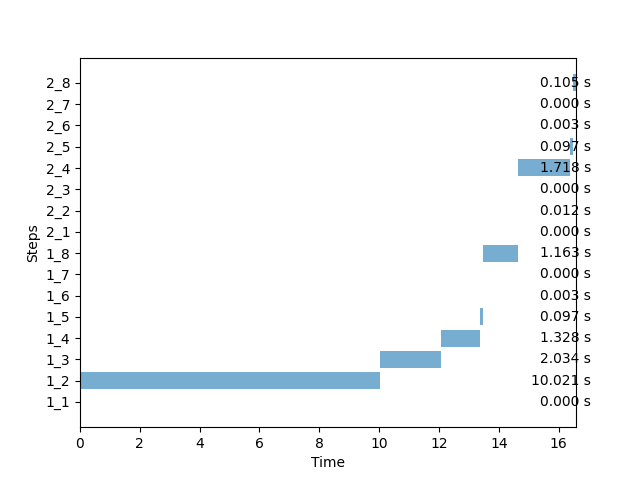 2_8 0.105 s
2_7 0.000 s
2_6 0.003 s
2_5 0.097 s
2_4 1.718 s
2_3 0.000 s
2_2 0.012 s
2_1 0.000 s
1_8 1.163 s
1_7 0.000 s
1_6 0.003 s
1_5 0.097 s
1_4 1.328 s
1_3 2.034 s
1_2 10.021 s
1_1 0.000 s
Steps
0 2 4 6 8 10 12 14 16
Time